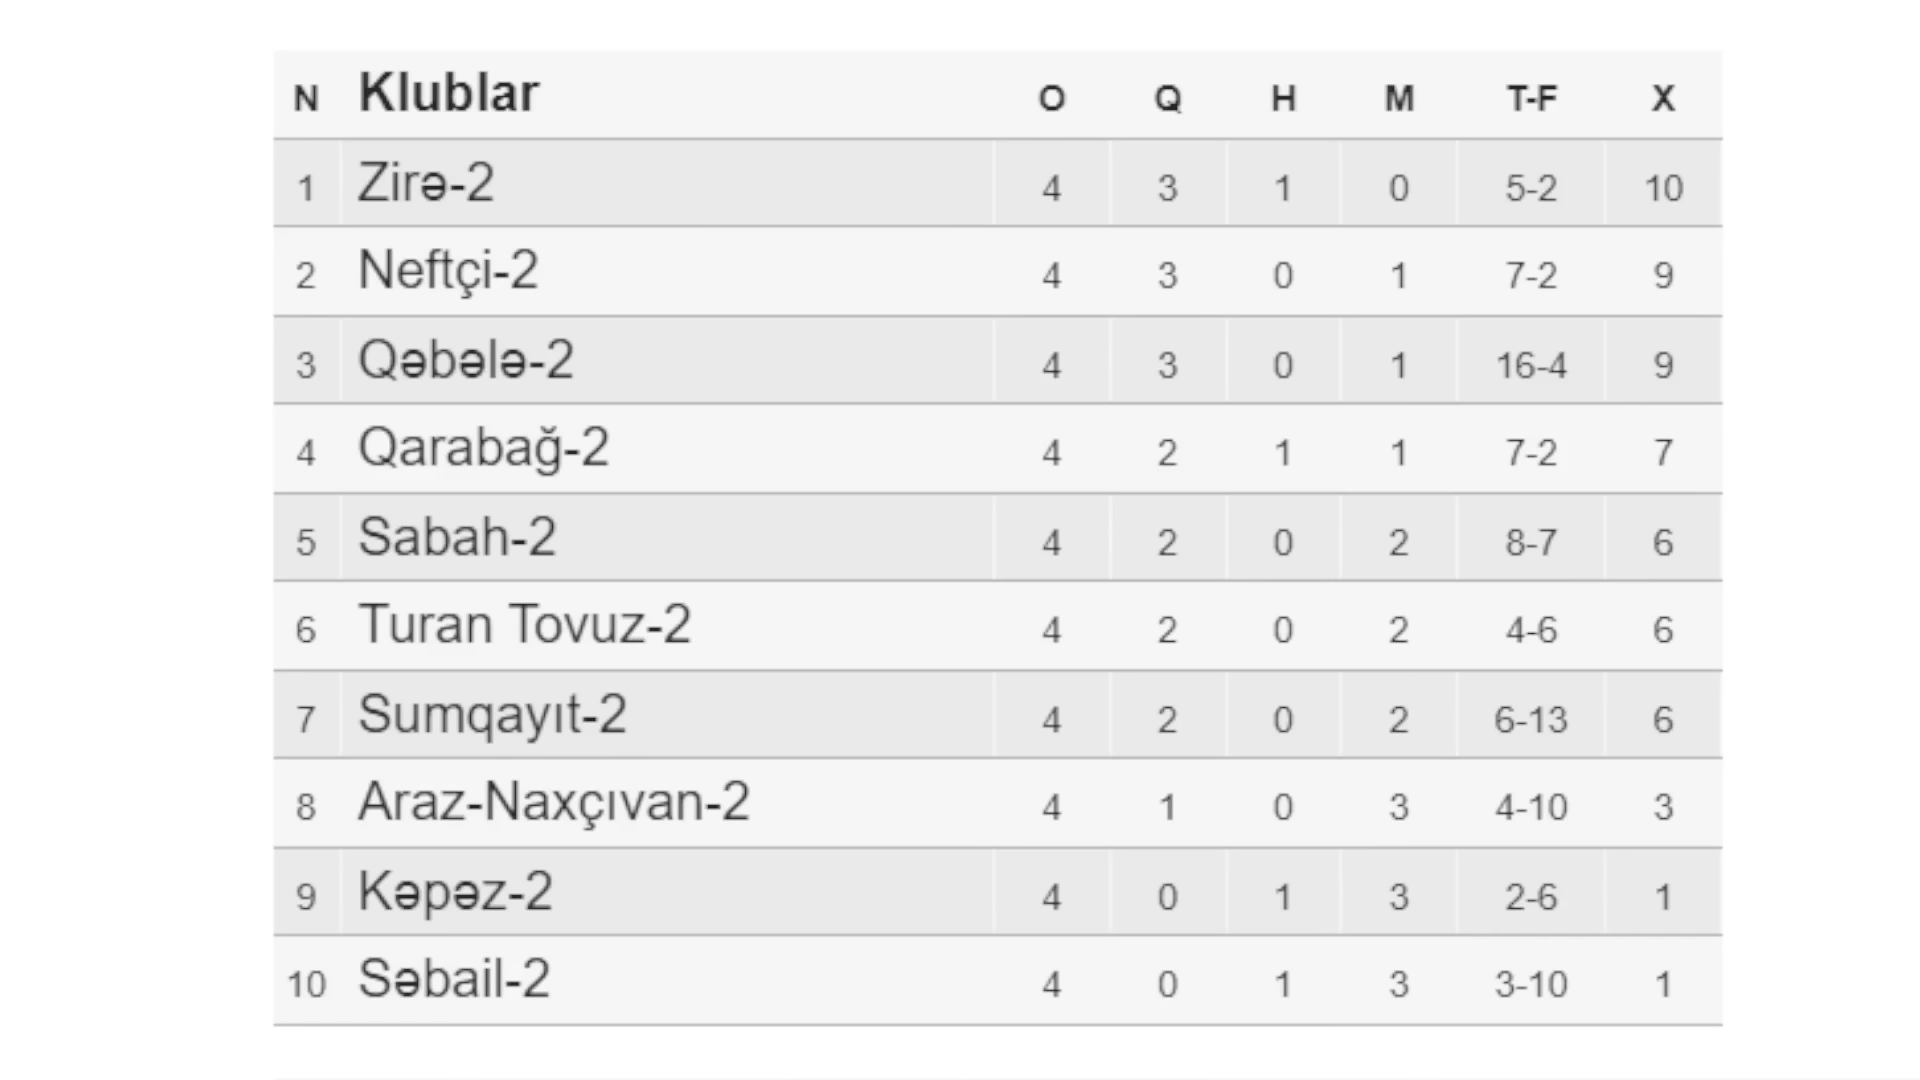 N Klublar O Q H M T-F X
1 Zirə-2 4 3 1 0 5-2 10
2 Neftçi-2 4 3 0 1 7-2 9
3 Qəbələ-2 4 3 0 1 16-4 9
4 Qarabağ-2 4 2 1 1 7-2 7
5 Sabah-2 4 2 0 2 8-7 6
6 Turan Tovuz-2 4 2 0 2 4-6 6
7 Sumqayıt-2 4 2 0 2 6-13 6
8 Araz-Naxçıvan-2 4 1 0 3 4-10 3
9 Kəpəz-2 4 0 1 3 2-6 1
10 Səbail-2 4 0 1 3 3-10 1